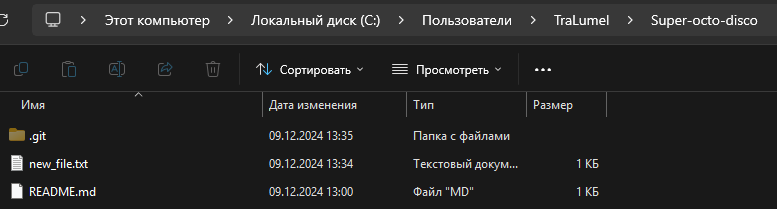 Этот компьютер > Локальный диск (C:) > Пользователи > TraLumel > Super-octo-disco
Сортировать Просмотреть ...
Имя Дата изменения Тип Размер
.git 09.12.2024 13:35 Папка с файлами
new_file.txt 09.12.2024 13:34 Текстовый докум... 1 КБ
README.md 09.12.2024 13:00 Файл "MD" 1 КБ